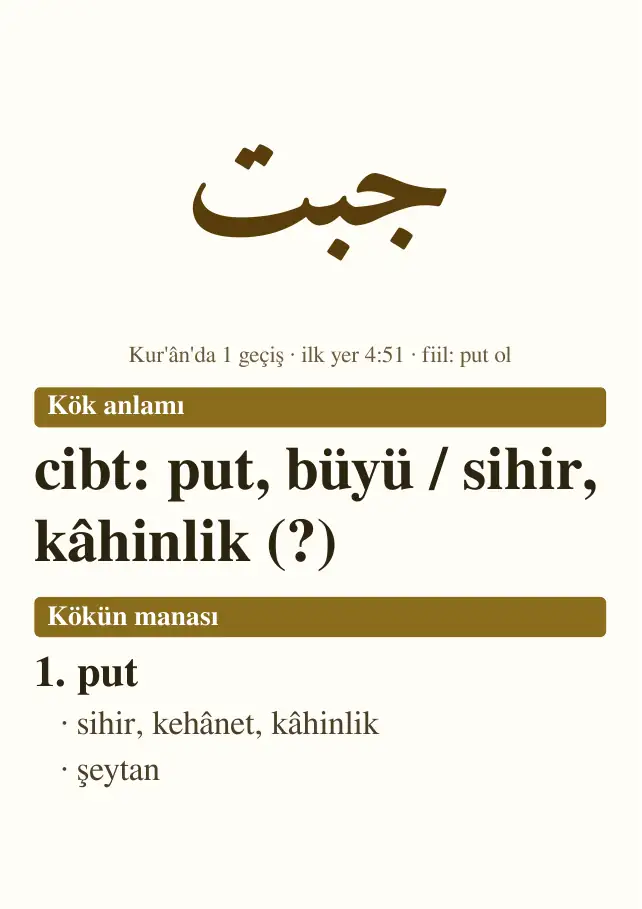 جبت
Kur'ân'da 1 geçiş · ilk yer 4:51 · fiil: put ol
Kök anlamı
cibt: put, büyü / sihir,
kâhinlik (?)
Kökün manası
1. put
· sihir, kehânet, kâhinlik
· şeytan